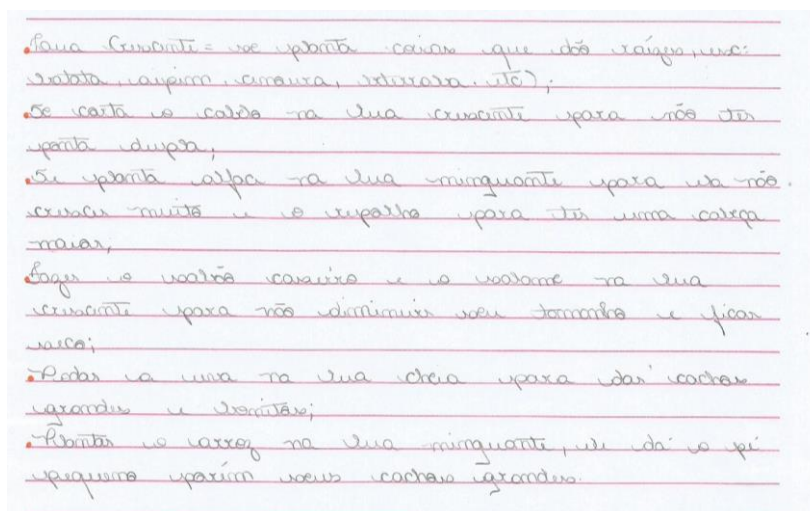 •Lua Crescente = se planta coisas que dão raízes, ex:
batata, aipim, cenoura, beterraba, etc);
•Se corta o cabelo na lua crescente para não ter
ponta dupla;
•Se planta alface na lua minguante para ela não
crescer muito e o repolho para ter uma cabeça
maior;
•Fazer o sabão caseiro e o salame na lua
crescente para não diminuir seu tamanho e ficar
seco;
•Podar a uva na lua cheia para dar cachos
grandes e bonitos;
•Plantar o arroz na lua minguante, ele dá o pé
pequeno porém seus cachos grandes.